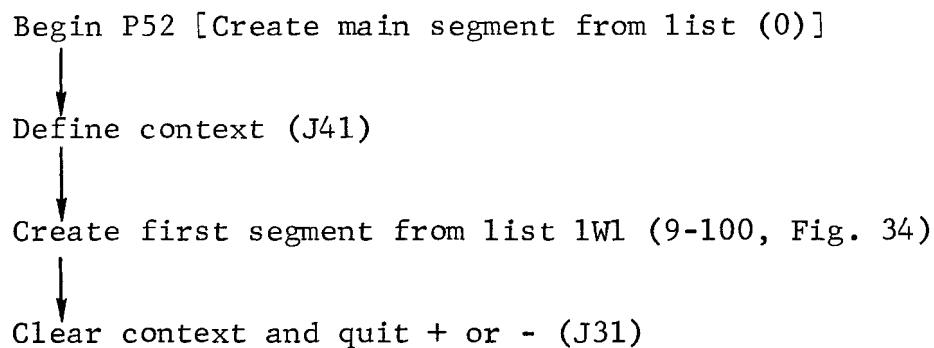 Begin P52 [Create main segment from list (0)]
Define context (J41)
Create first segment from list 1W1 (9-100, Fig. 34)
Clear context and quit + or - (J31)